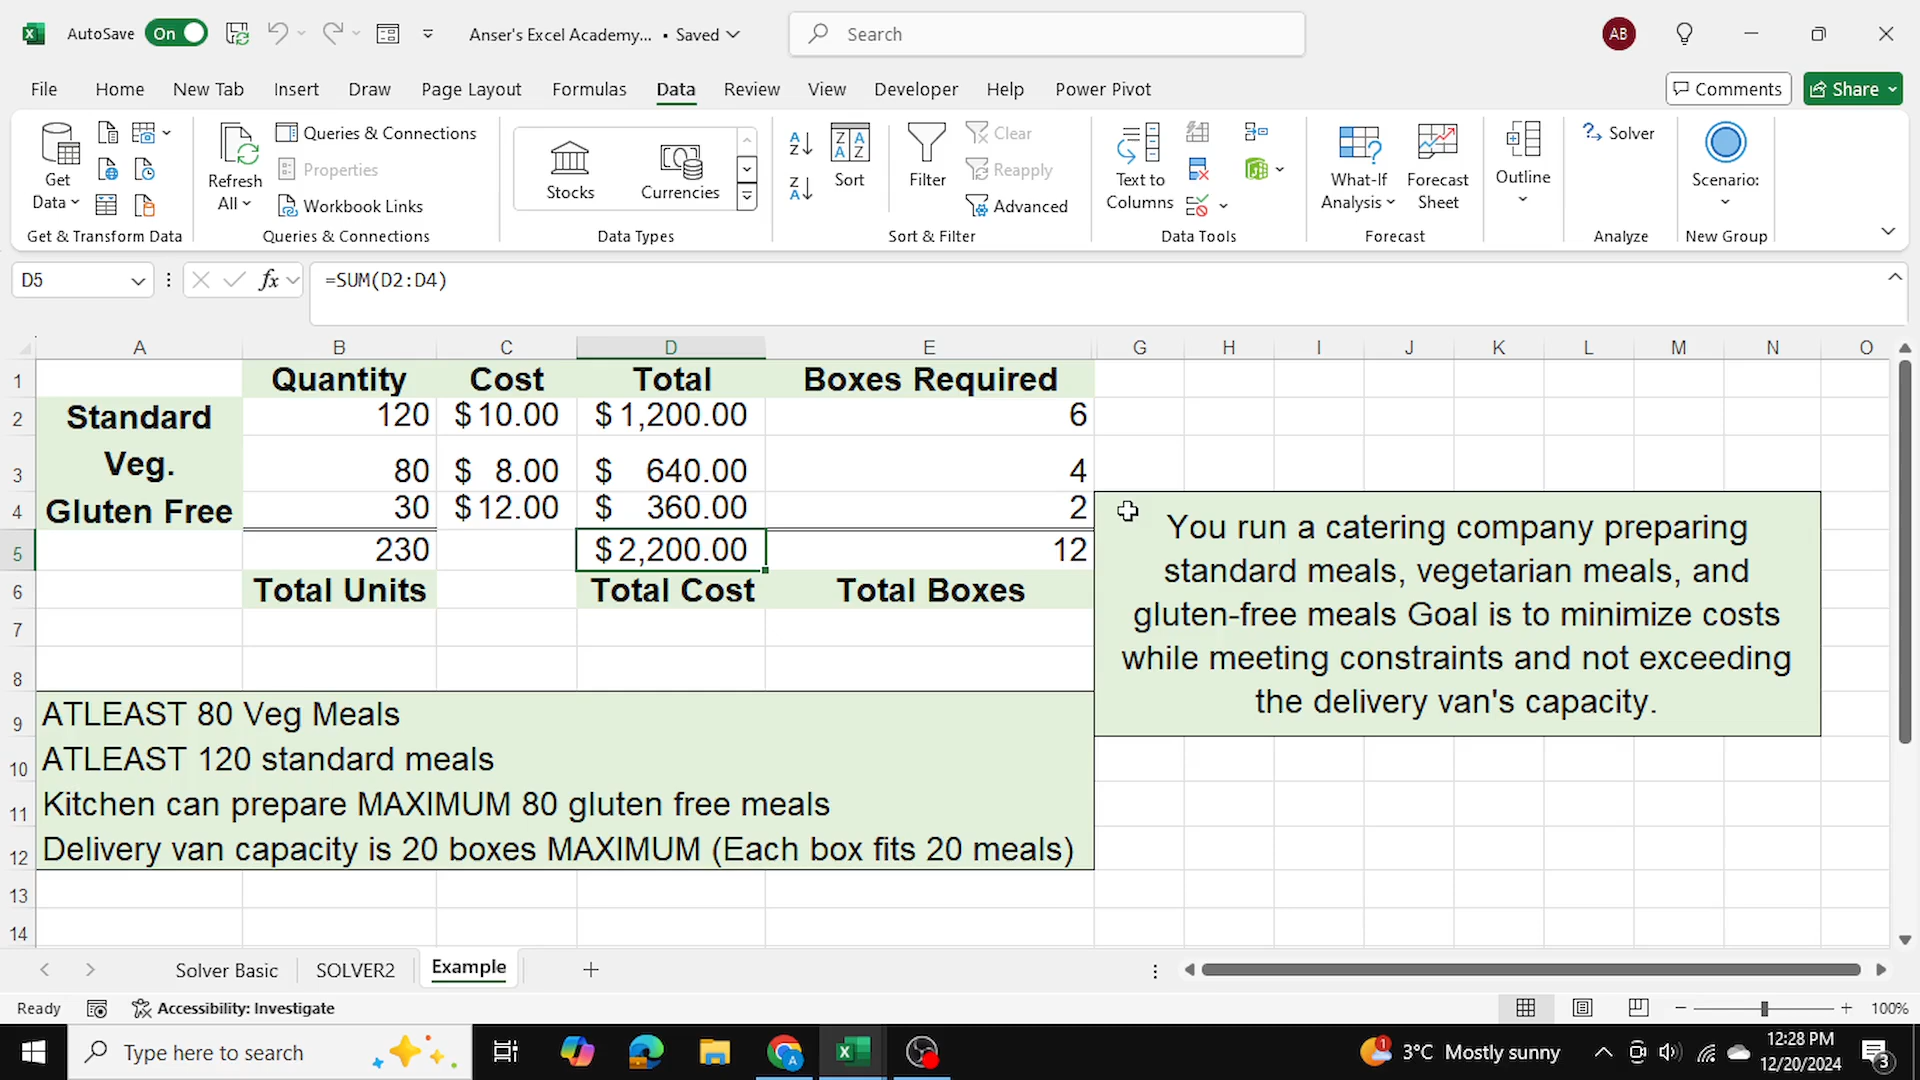 AutoSave On Anser's Excel Academy... • Saved Search AB
File Home New Tab Insert Draw Page Layout Formulas Data Review View Developer Help Power Pivot Comments Share
Get Data
Refresh All
Queries & Connections
Properties
Workbook Links
Stocks
Currencies
Sort
Filter
Clear
Reapply
Advanced
Text to Columns
What-If Analysis
Forecast Sheet
Outline
Solver
Scenario:
Get & Transform Data Queries & Connections Data Types Sort & Filter Data Tools Forecast Analyze New Group
D5 fx =SUM(D2:D4)
A B C D E G H I J K L M N O
1 Quantity Cost Total Boxes Required
2 Standard 120 $10.00 $1,200.00 6
3 Veg. 80 $ 8.00 $ 640.00 4
4 Gluten Free 30 $12.00 $ 360.00 2
5 230 $2,200.00 12
6 Total Units Total Cost Total Boxes
7
8
You run a catering company preparing
standard meals, vegetarian meals, and
gluten-free meals Goal is to minimize costs
while meeting constraints and not exceeding
the delivery van's capacity.
9 ATLEAST 80 Veg Meals
10 ATLEAST 120 standard meals
11 Kitchen can prepare MAXIMUM 80 gluten free meals
12 Delivery van capacity is 20 boxes MAXIMUM (Each box fits 20 meals)
13
14
Solver Basic SOLVER2 Example
Ready Accessibility: Investigate 100%
Type here to search 3°C Mostly sunny 12:28 PM
12/20/2024 3